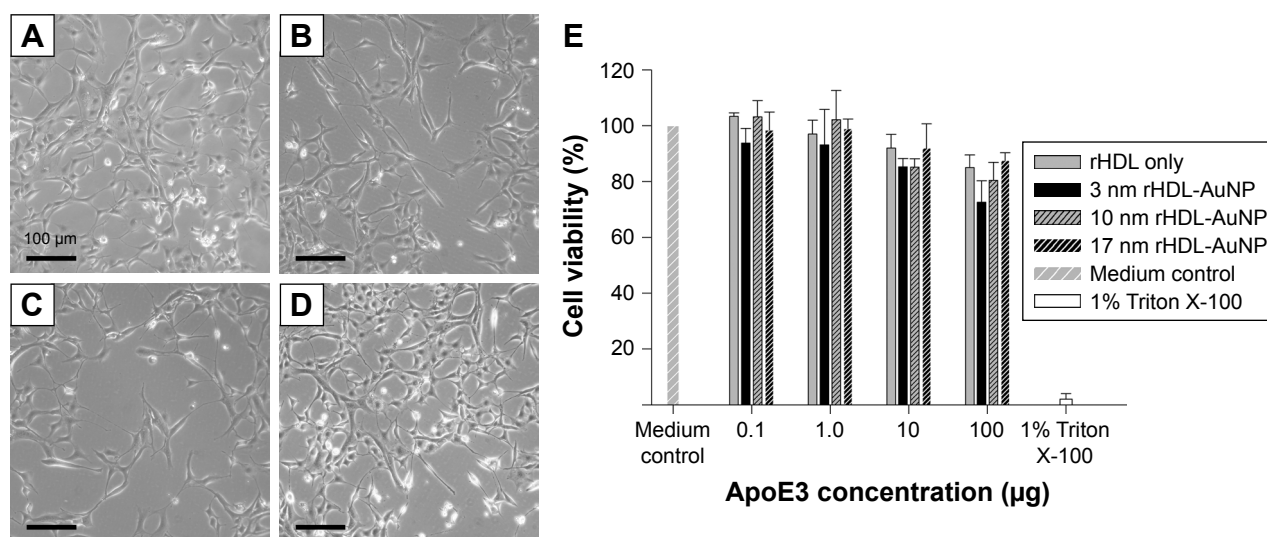 A
B
100 µm
C
D
E
120
100
80
60
40
20
Cell viability (%)
Medium control
0.1
1.0
10
100
1% Triton X-100
ApoE3 concentration (µg)
rHDL only
3 nm rHDL-AuNP
10 nm rHDL-AuNP
17 nm rHDL-AuNP
Medium control
1% Triton X-100